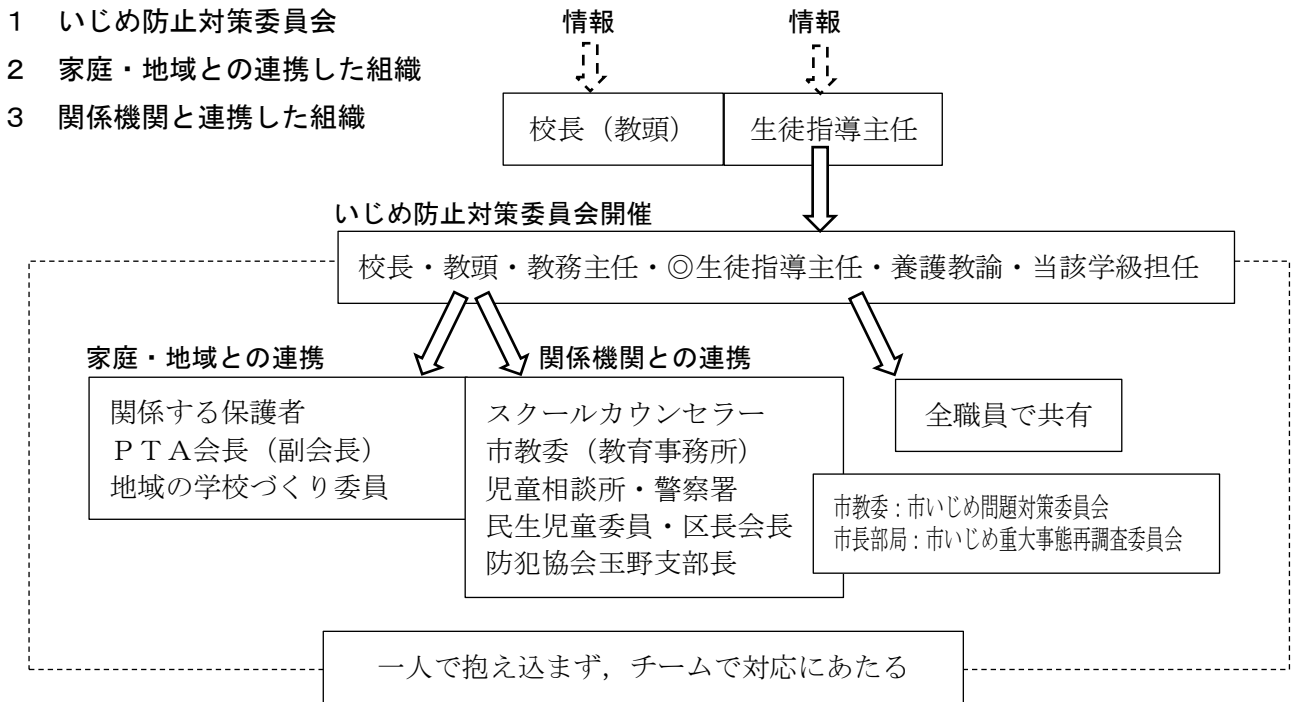 1 いじめ防止対策委員会
2 家庭・地域との連携した組織
3 関係機関と連携した組織
情報
情報
校長(教頭)
生徒指導主任
いじめ防止対策委員会開催
校長・教頭・教務主任・◎生徒指導主任・養護教諭・当該学級担任
家庭・地域との連携
関係する保護者
PTA会長(副会長)
地域の学校づくり委員
関係機関との連携
スクールカウンセラー
市教委(教育事務所)
児童相談所・警察署
民生児童委員・区長会長
防犯協会玉野支部長
全職員で共有
市教委:市いじめ問題対策委員会
市長部局:市いじめ重大事態再調査委員会
一人で抱え込まず,チームで対応にあたる